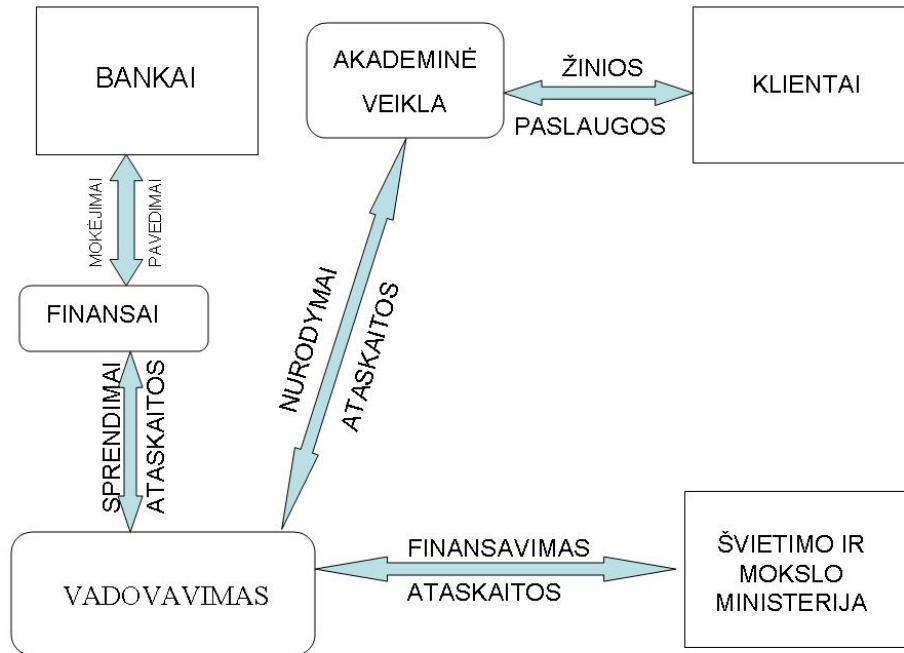 BANKAI
AKADEMINĖ
VEIKLA
ŽINIOS
PASLAUGOS
KLIENTAI
MOKĖJIMAI
PAVEDIMAI
FINANSAI
SPRENDIMAI
ATASKAITOS
NURODYMAI
ATASKAITOS
VADOVAVIMAS
FINANSAVIMAS
ATASKAITOS
ŠVIETIMO IR
MOKSLO
MINISTERIJA